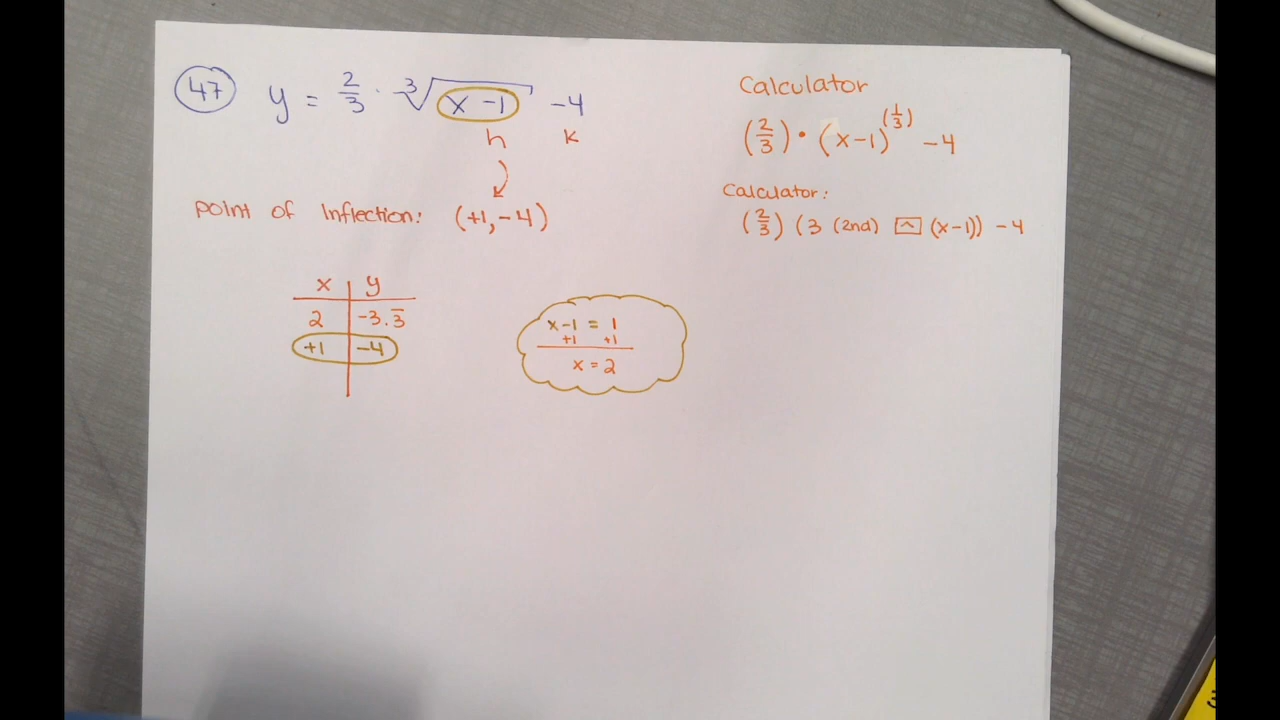 47 y = 2/3 · ∛(x − 1) − 4
h k
point of inflection: (+1, −4)
x y
2 −3.3̅
+1 −4
x−1 = 1
+1 +1
x = 2
Calculator
(2/3) • (x−1)^(1/3) − 4
Calculator:
(2/3) (3 (2nd) [^] (x−1)) − 4
3